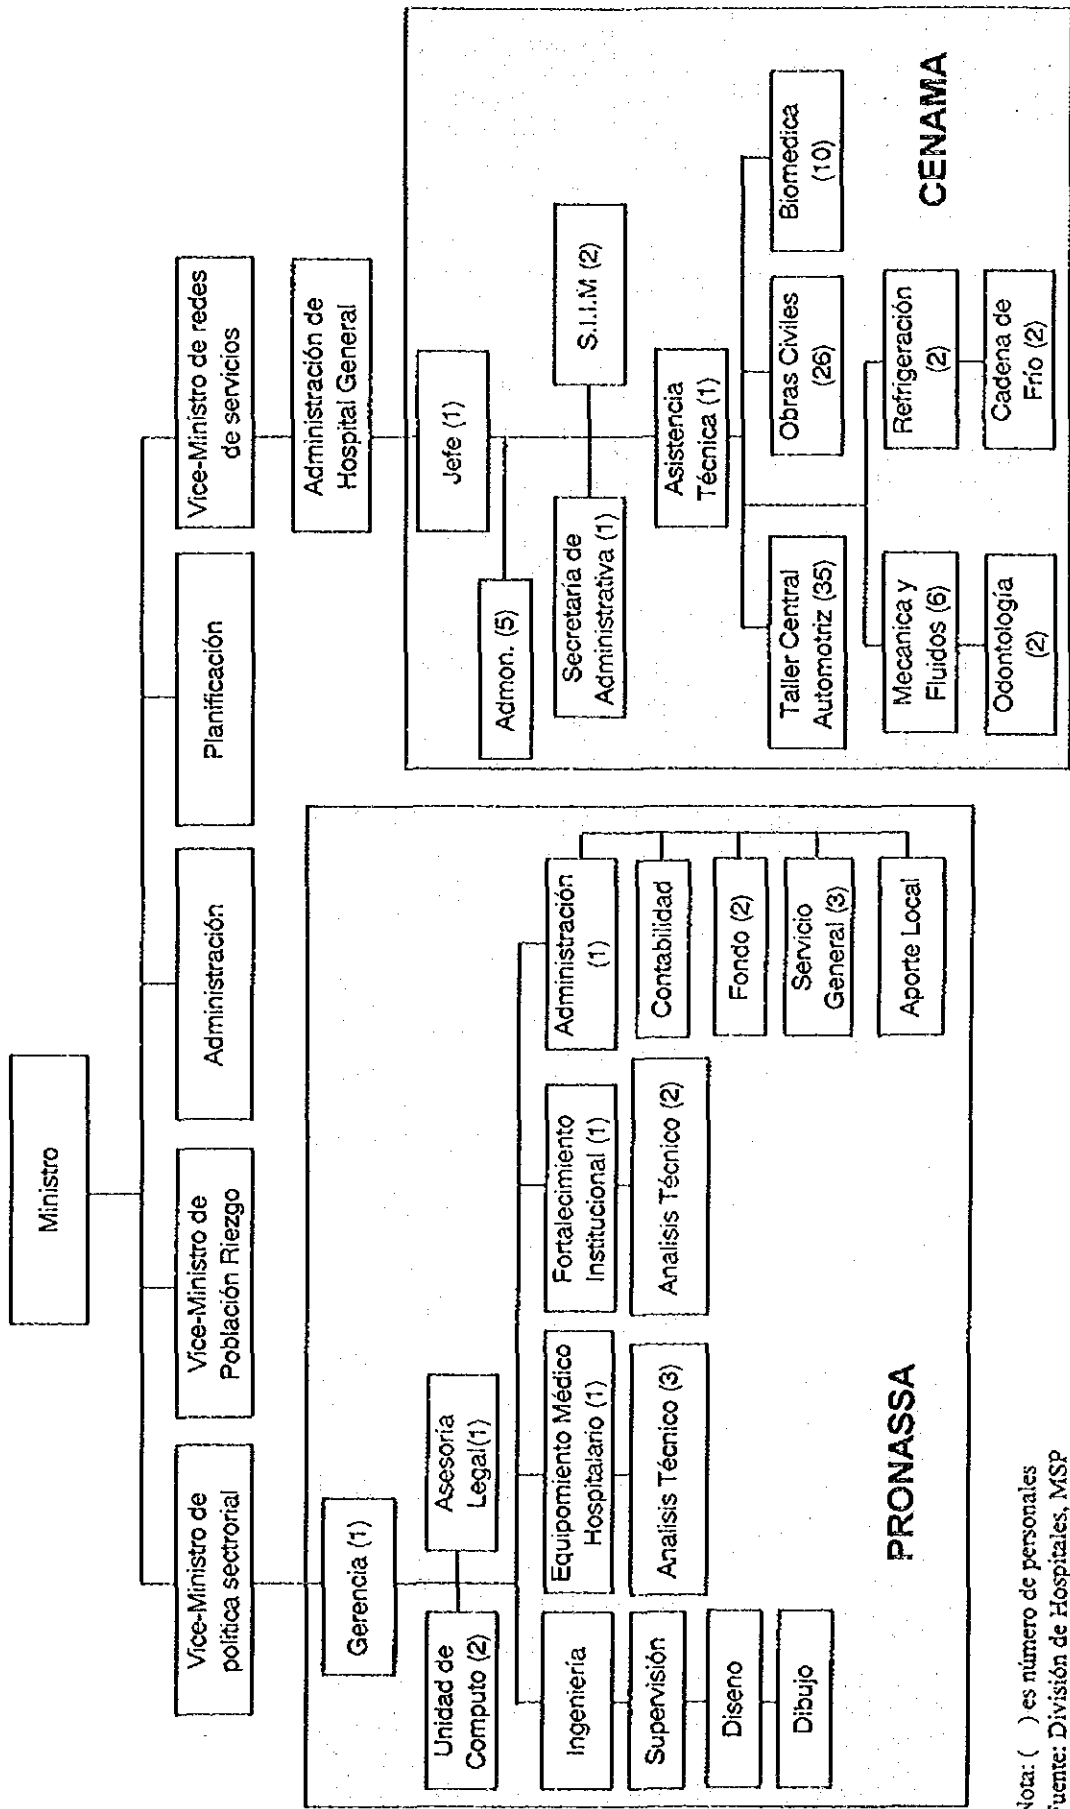 Ministro
Vice-Ministro de
política sectrorial
Vice-Ministro de
Población Riezgo
Administración
Planificación
Vice-Ministro de redes
de servicios
Administración de
Hospital General
Gerencia (1)
Unidad de
Computo (2)
Asesoría
Legal(1)
Ingeniería
Supervisión
Diseno
Dibujo
Equipomiento Médico
Hospitalario (1)
Analisis Técnico (3)
Fortalecimiento
Institucional (1)
Analisis Técnico (2)
Administración
(1)
Contabilidad
Fondo (2)
Servicio
General (3)
Aporte Local
PRONASSA
Jefe (1)
Admon. (5)
Secretaría de
Administrativa (1)
S.I.I.M (2)
Asistencia
Técnica (1)
Taller Central
Automotriz (35)
Obras Civiles
(26)
Biomedica
(10)
Mecanica y
Fluidos (6)
Refrigeración
(2)
Odontología
(2)
Cadena de
Frío (2)
CENAMA
Nota: ( ) es número de personales
Fuente: División de Hospitales, MSP